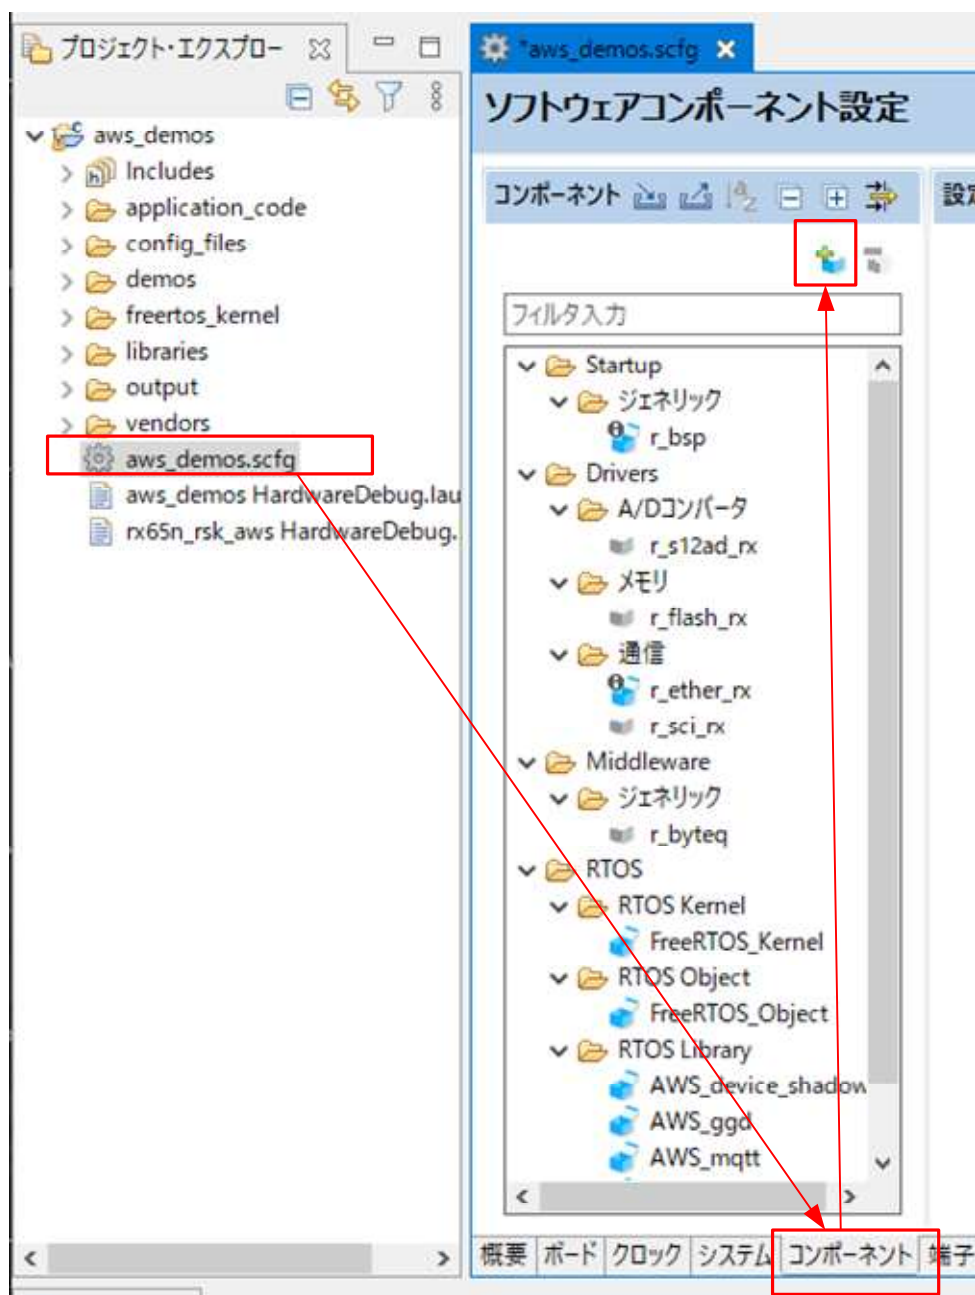 プロジェクト・エクスプロー
aws_demos
Includes
application_code
config_files
demos
freertos_kernel
libraries
output
vendors
aws_demos.scfg
aws_demos HardwareDebug.lau
rx65n_rsk_aws HardwareDebug.
*aws_demos.scfg
ソフトウェアコンポーネント設定
コンポーネント
設定
フィルタ入力
Startup
ジェネリック
r_bsp
Drivers
A/Dコンバータ
r_s12ad_rx
メモリ
r_flash_rx
通信
r_ether_rx
r_sci_rx
Middleware
ジェネリック
r_byteq
RTOS
RTOS Kernel
FreeRTOS_Kernel
RTOS Object
FreeRTOS_Object
RTOS Library
AWS_device_shadow
AWS_ggd
AWS_mqtt
概要 ボード クロック システム コンポーネント 端子